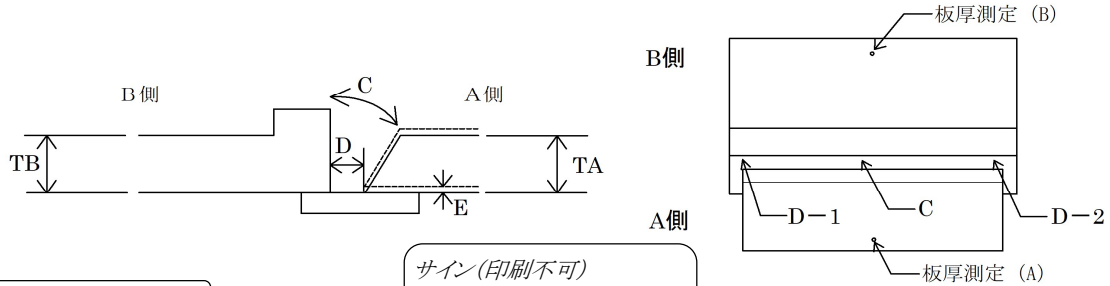 B側
C
A側
TB
D
TA
E
板厚測定 (B)
B側
D-1
C
D-2
A側
板厚測定 (A)
サイン(印刷不可)